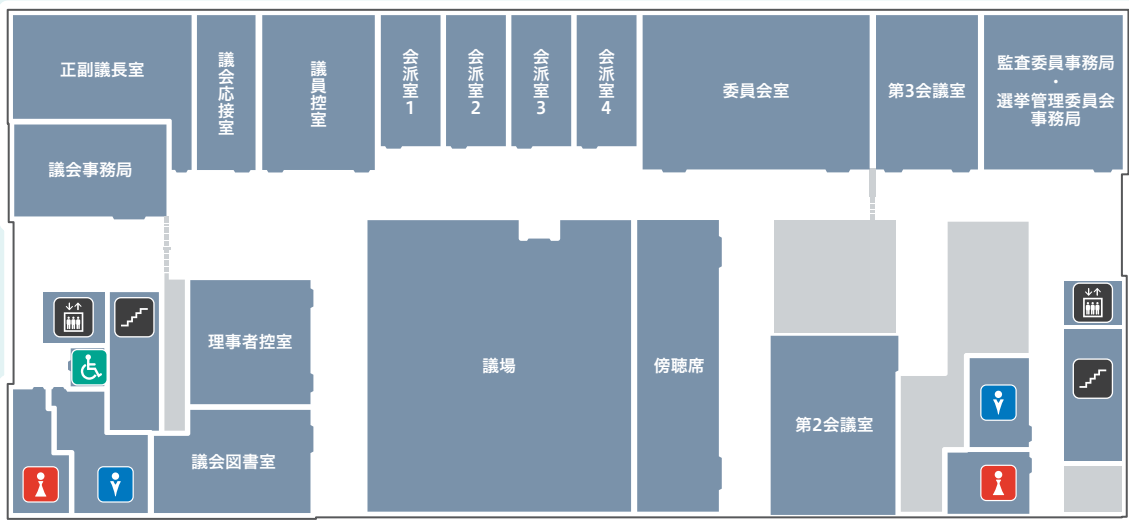 正副議長室
議会応接室
議員控室
会派室1
会派室2
会派室3
会派室4
委員会室
第3会議室
監査委員事務局
・
選挙管理委員会
事務局
議会事務局
理事者控室
議場
傍聴席
第2会議室
議会図書室